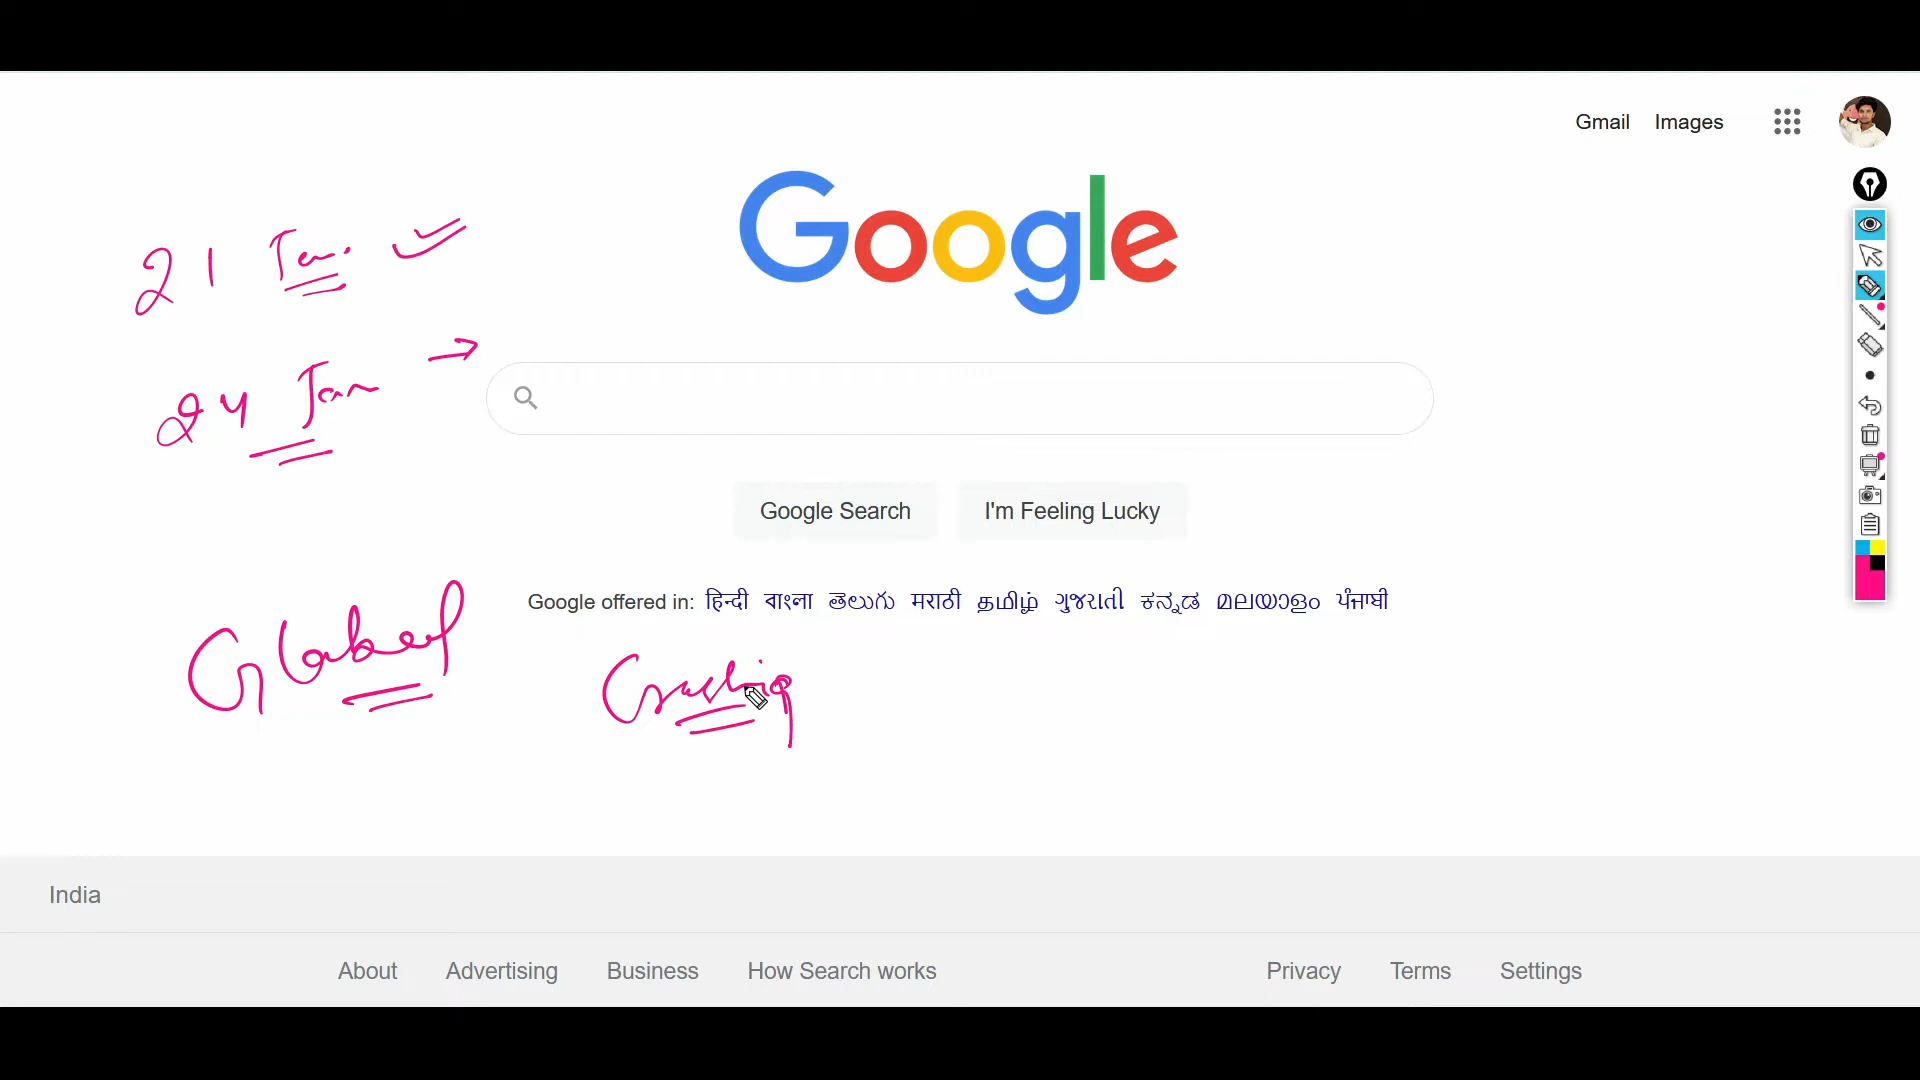 Gmail Images
Google
21 Jan.
24 Jan
Google Search I'm Feeling Lucky
Google offered in: हिन्दी বাংলা తెలుగు मराठी தமிழ் ગુજરાતી ಕನ್ನಡ മലയാളം ਪੰਜਾਬੀ
Global
Crashing
India
About Advertising Business How Search works Privacy Terms Settings